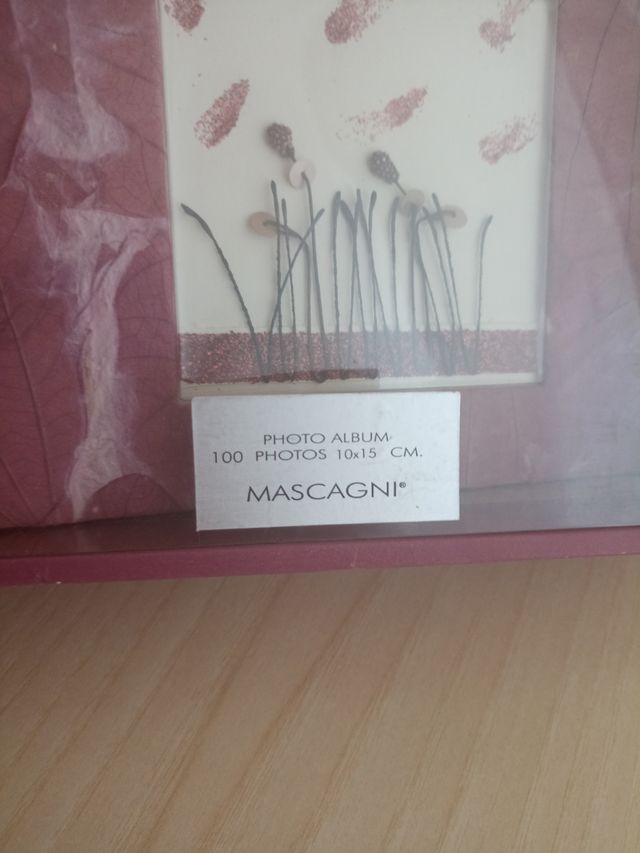 PHOTO ALBUM
100 PHOTOS 10x15 CM.
MASCAGNI®